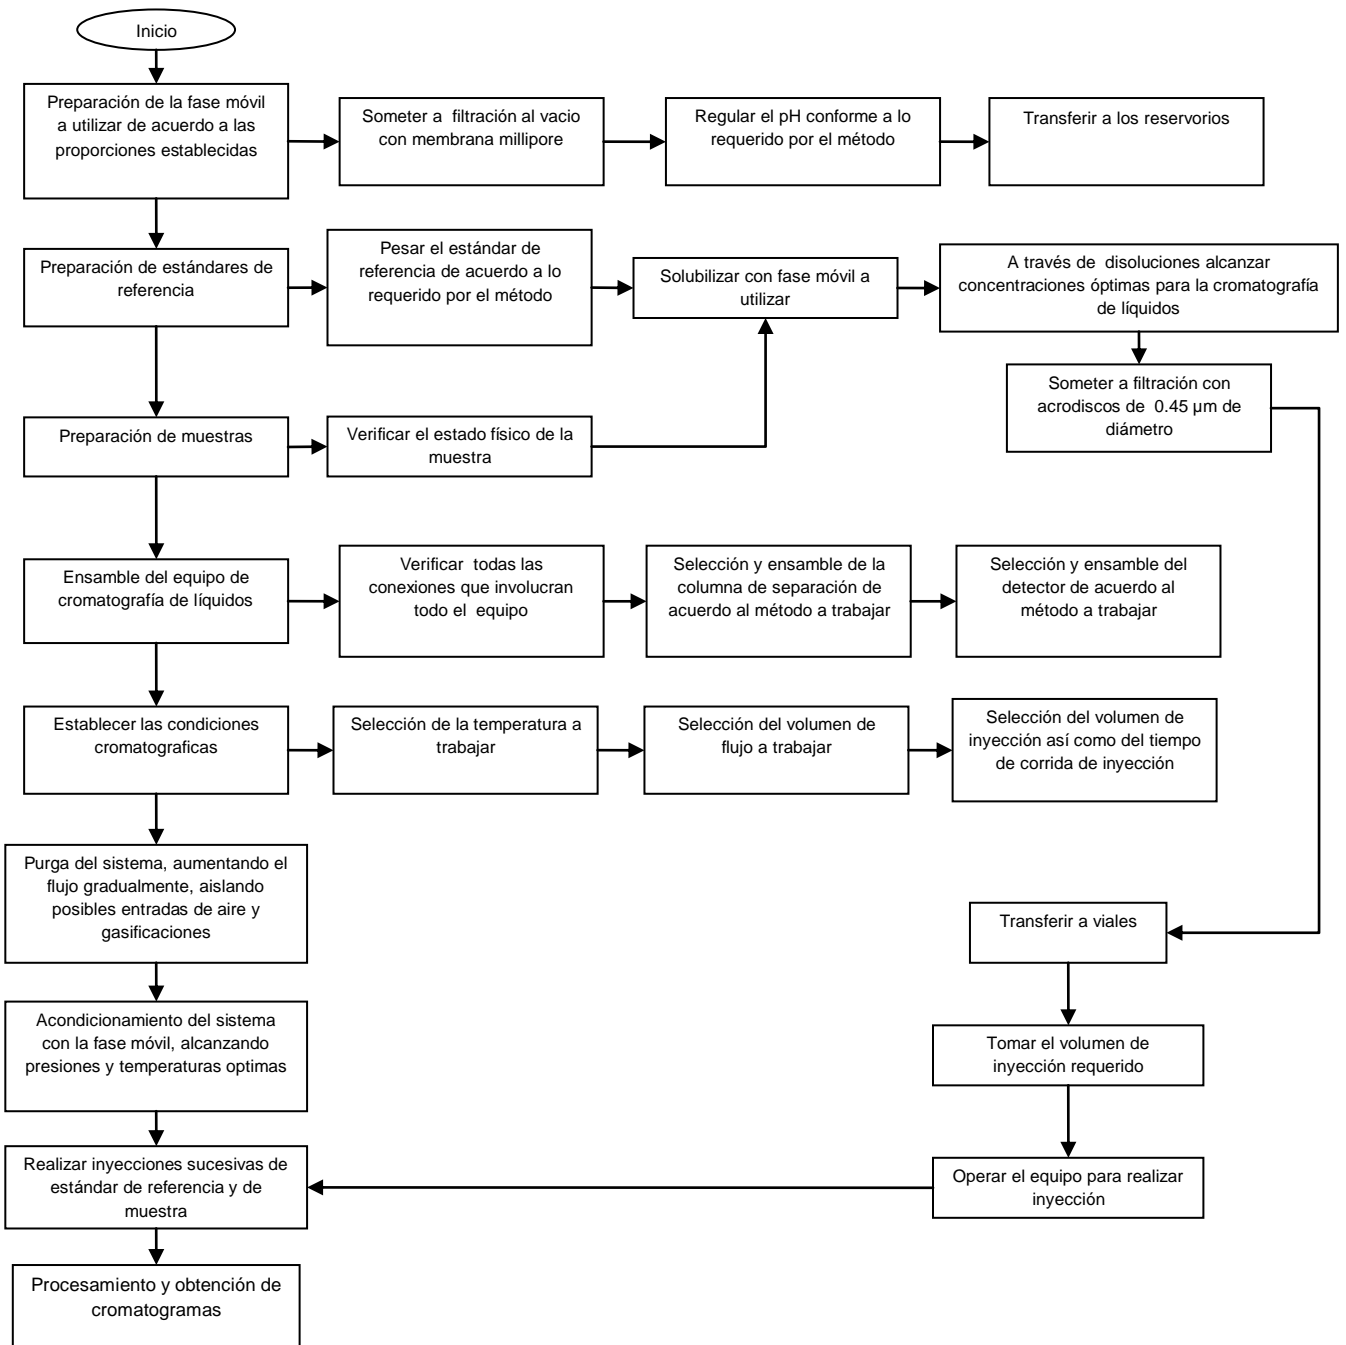 Inicio
Preparación de la fase móvil
a utilizar de acuerdo a las
proporciones establecidas
Someter a filtración al vacio
con membrana millipore
Regular el pH conforme a lo
requerido por el método
Transferir a los reservorios
Preparación de estándares de
referencia
Pesar el estándar de
referencia de acuerdo a lo
requerido por el método
Solubilizar con fase móvil a
utilizar
A través de disoluciones alcanzar
concentraciones óptimas para la cromatografía
de líquidos
Someter a filtración con
acrodiscos de 0.45 µm de
diámetro
Preparación de muestras
Verificar el estado físico de la
muestra
Ensamble del equipo de
cromatografía de líquidos
Verificar todas las
conexiones que involucran
todo el equipo
Selección y ensamble de la
columna de separación de
acuerdo al método a trabajar
Selección y ensamble del
detector de acuerdo al
método a trabajar
Establecer las condiciones
cromatograficas
Selección de la temperatura a
trabajar
Selección del volumen de
flujo a trabajar
Selección del volumen de
inyección así como del tiempo
de corrida de inyección
Purga del sistema, aumentando el
flujo gradualmente, aislando
posibles entradas de aire y
gasificaciones
Transferir a viales
Acondicionamiento del sistema
con la fase móvil, alcanzando
presiones y temperaturas optimas
Tomar el volumen de
inyección requerido
Realizar inyecciones sucesivas de
estándar de referencia y de
muestra
Operar el equipo para realizar
inyección
Procesamiento y obtención de
cromatogramas